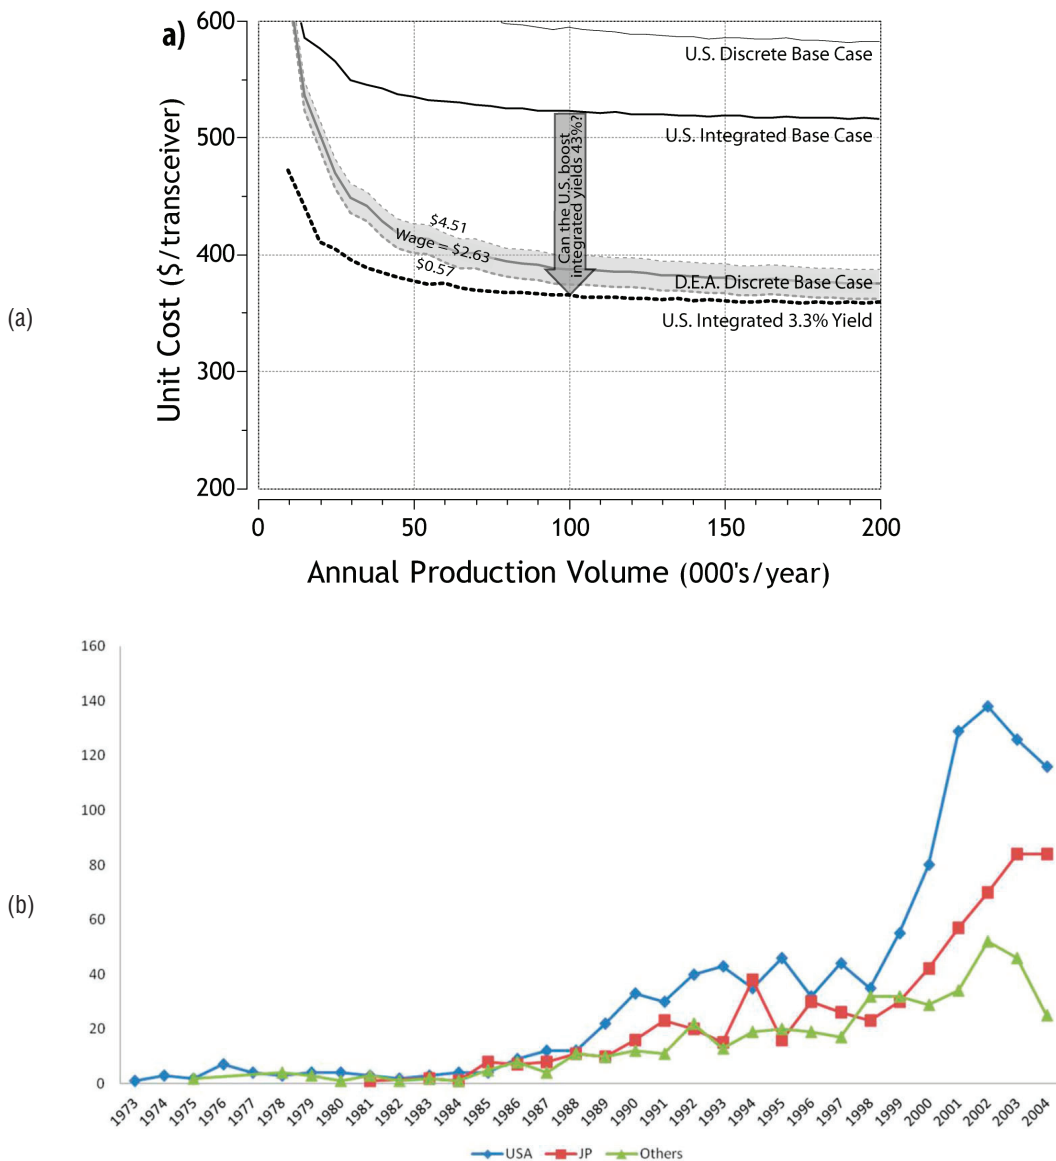 a)
600
500
400
300
200
Unit Cost ($/transceiver)
U.S. Discrete Base Case
U.S. Integrated Base Case
Can the U.S. boost
integrated yields 43%?
$4.51
Wage = $2.63
$0.57
D.E.A. Discrete Base Case
U.S. Integrated 3.3% Yield
(a)
0 50 100 150 200
Annual Production Volume (000's/year)
(b)
160
140
120
100
80
60
40
20
0
1973 1974 1975 1976 1977 1978 1979 1980 1981 1982 1983 1984 1985 1986 1987 1988 1989 1990 1991 1992 1993 1994 1995 1996 1997 1998 1999 2000 2001 2002 2003 2004
USA JP Others